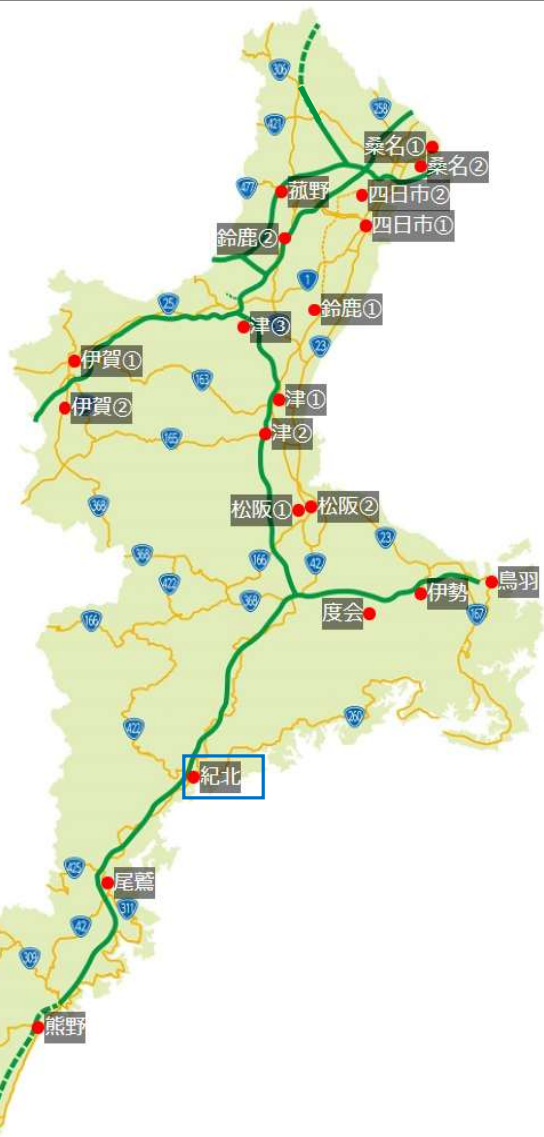 306
258
421
桑名①
桑名②
477
菰野
四日市②
四日市①
鈴鹿②
1
25
鈴鹿①
津③
23
伊賀①
163
津①
伊賀②
津②
165
368
松阪①
松阪②
23
368
166
42
422
368
鳥羽
伊勢
度会
167
166
260
422
紀北
425
尾鷲
311
42
309
熊野